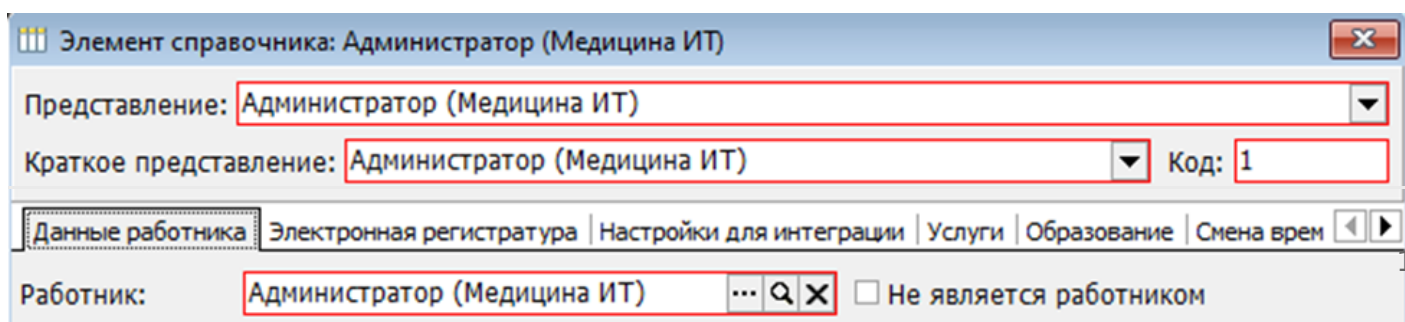 Элемент справочника: Администратор (Медицина ИТ)
Представление: Администратор (Медицина ИТ)
Краткое представление: Администратор (Медицина ИТ) Код: 1
Данные работника Электронная регистратура Настройки для интеграции Услуги Образование Смена врем
Работник: Администратор (Медицина ИТ) ... Не является работником